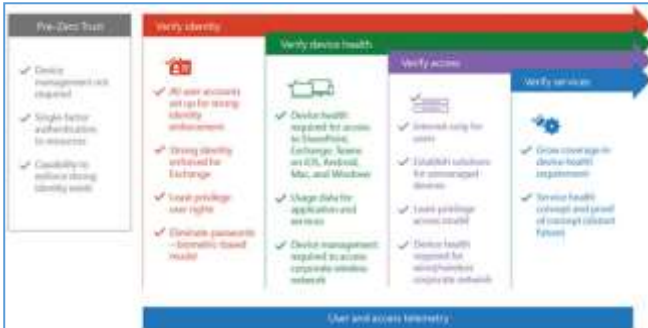 Pre-Zero Trust
Device
management not
required
Single factor
authentication
to resources
Capability to
enforce strong
identity exists
Verify identity
All user accounts
set up for strong
identity
enforcement
Strong identity
enforced for
Exchange
Least privilege
user rights
Eliminate passwords
– biometric based
model
Verify device health
Device health
required for access
to SharePoint,
Exchange, Teams
on iOS, Android,
Mac, and Windows
Usage data for
application and
services
Device management
required to access
corporate wireless
network
Verify access
Internet only for
users
Establish solutions
for unmanaged
devices
Least privilege
access model
Device health
required for
wired/wireless
corporate network
Verify services
Grow coverage in
device health
requirement
Service health
concept and proof
of concept
User and access telemetry